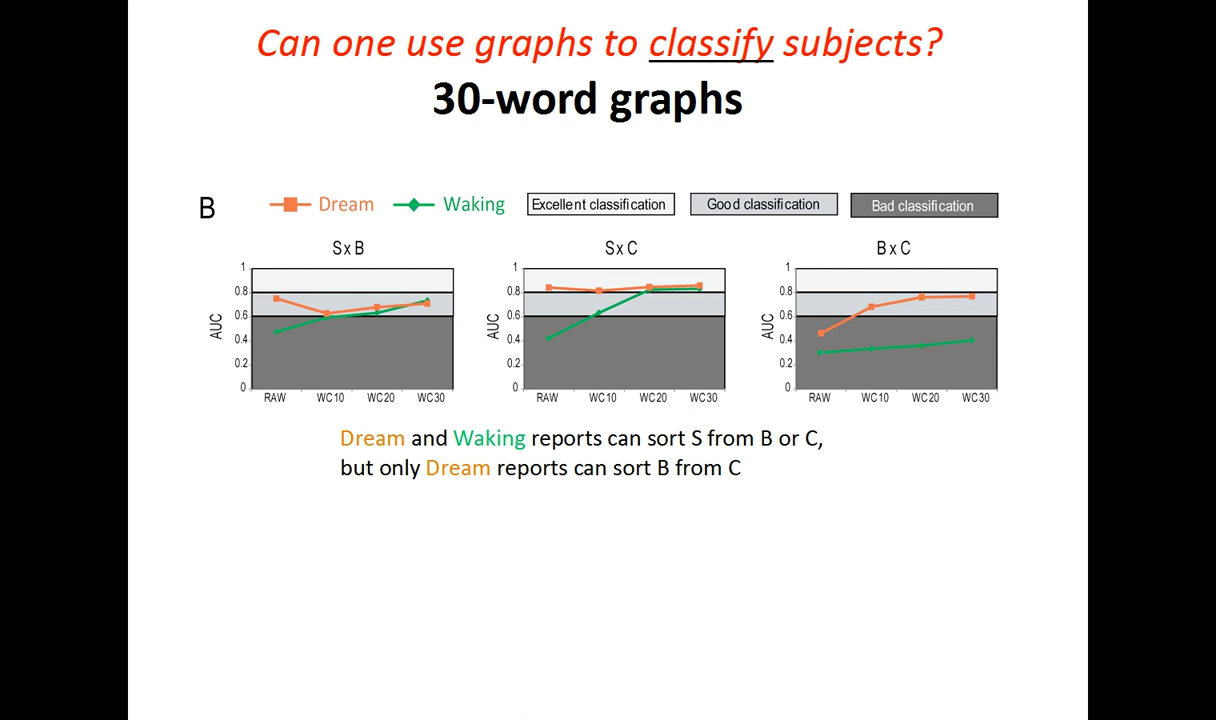 Can one use graphs to classify subjects?
30-word graphs
B
Dream
Waking
Excellent classification
Good classification
Bad classification
S x B
S x C
B x C
AUC
1
0.8
0.6
0.4
0.2
0
RAW WC10 WC20 WC30
AUC
1
0.8
0.6
0.4
0.2
0
RAW WC10 WC20 WC30
AUC
1
0.8
0.6
0.4
0.2
0
RAW WC10 WC20 WC30
Dream and Waking reports can sort S from B or C,
but only Dream reports can sort B from C